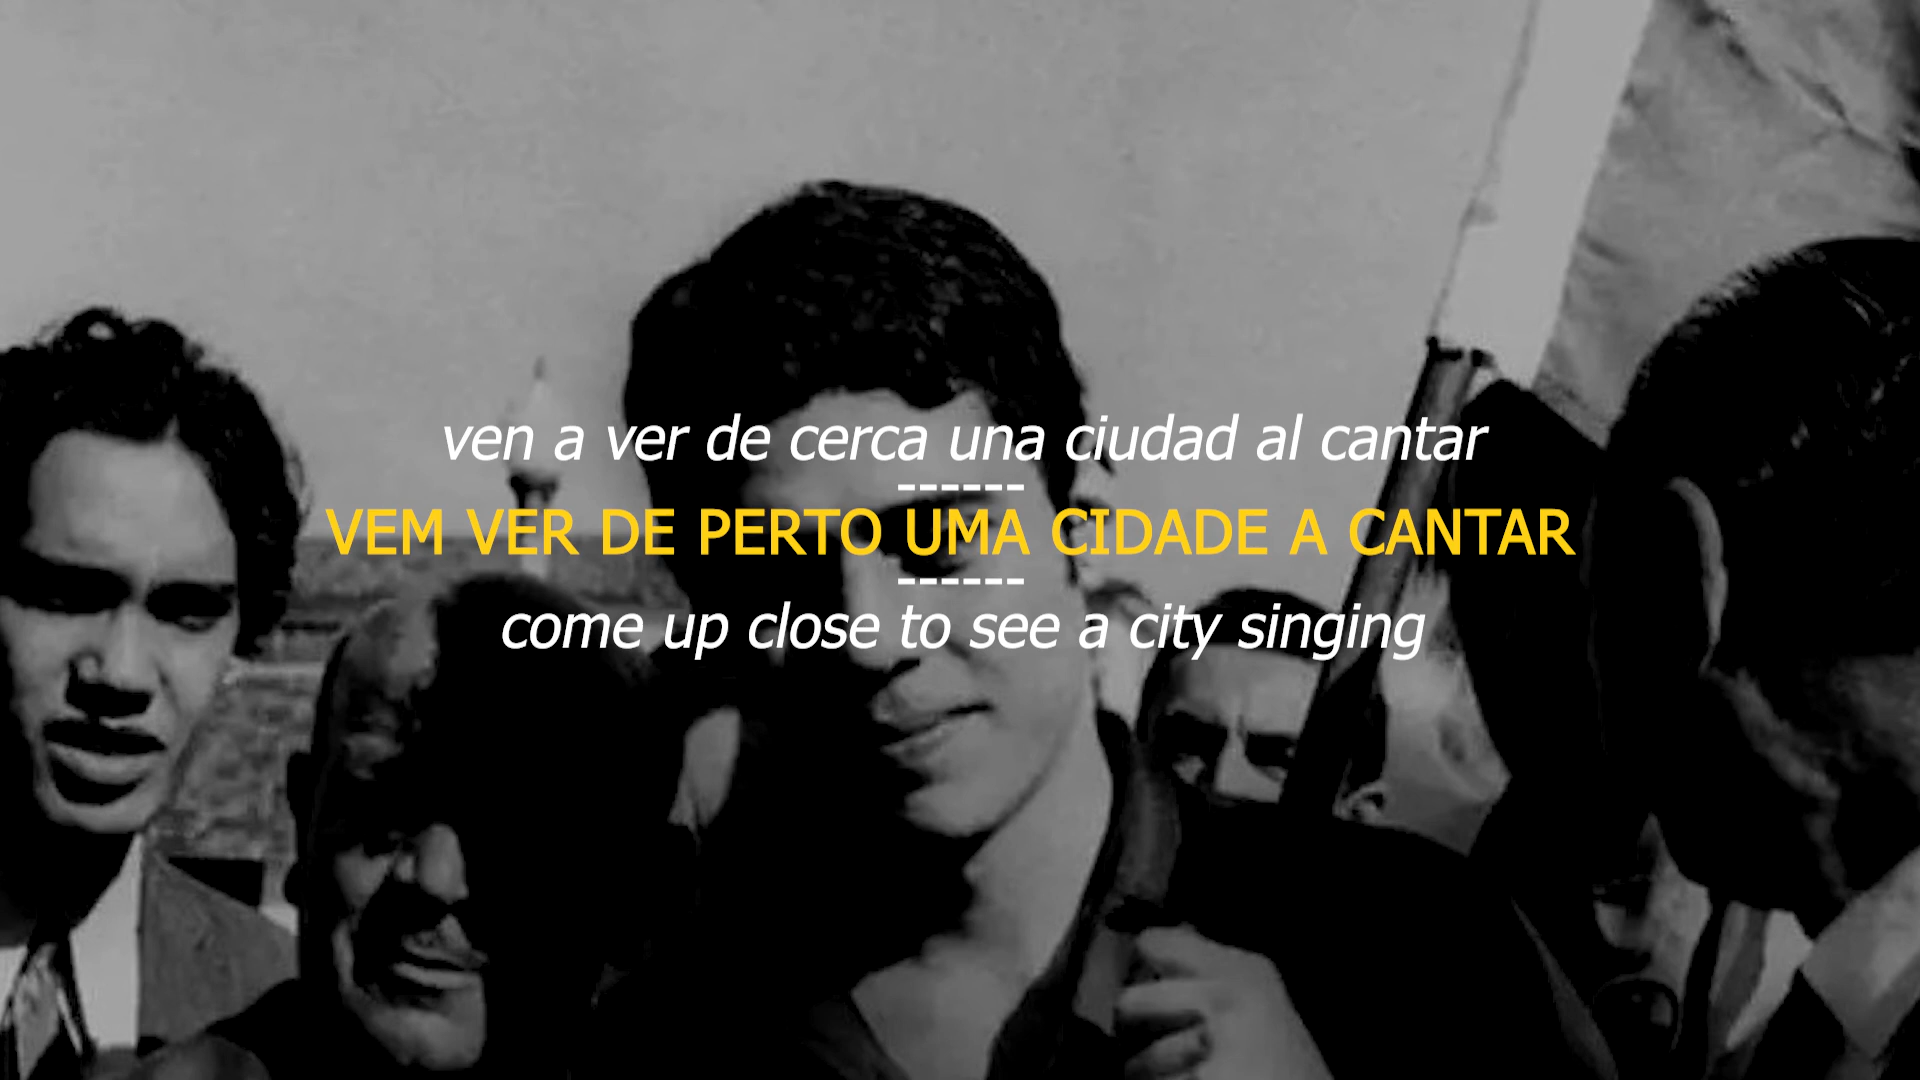 ven a ver de cerca una ciudad al cantar
------
VEM VER DE PERTO UMA CIDADE A CANTAR
------
come up close to see a city singing